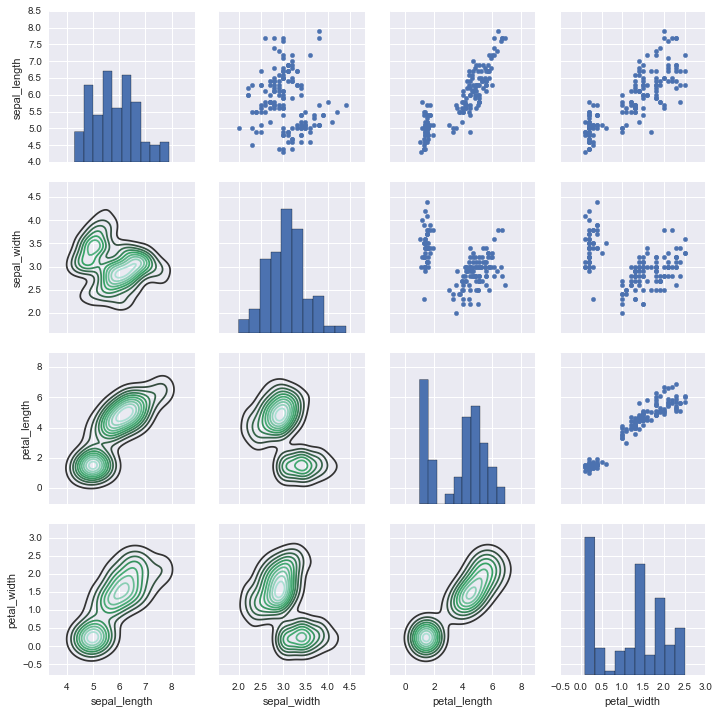 8.5
8.0
7.5
7.0
6.5
6.0
5.5
5.0
4.5
4.0
sepal_length
4.5
4.0
3.5
3.0
2.5
2.0
sepal_width
8
6
4
2
0
petal_length
3.0
2.5
2.0
1.5
1.0
0.5
0.0
−0.5
petal_width
4 5 6 7 8
sepal_length
2.0 2.5 3.0 3.5 4.0 4.5
sepal_width
0 2 4 6 8
petal_length
−0.5 0.0 0.5 1.0 1.5 2.0 2.5 3.0
petal_width